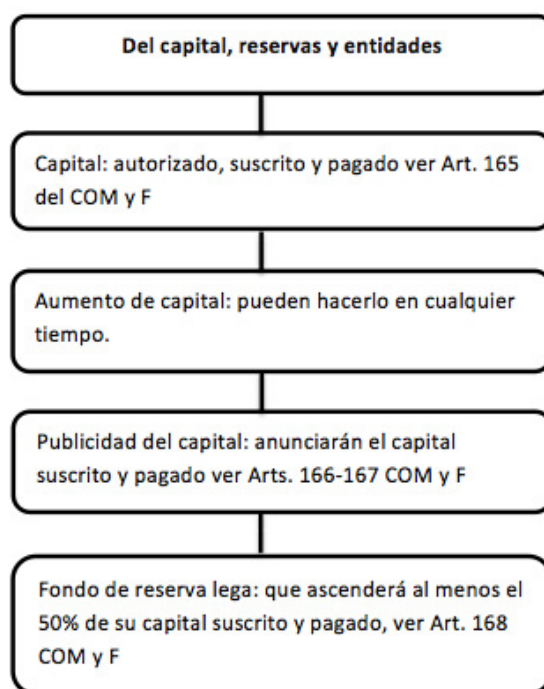 Del capital, reservas y entidades
Capital: autorizado, suscrito y pagado ver Art. 165
del COM y F
Aumento de capital: pueden hacerlo en cualquier
tiempo.
Publicidad del capital: anunciarán el capital
suscrito y pagado ver Arts. 166-167 COM y F
Fondo de reserva lega: que ascenderá al menos el
50% de su capital suscrito y pagado, ver Art. 168
COM y F